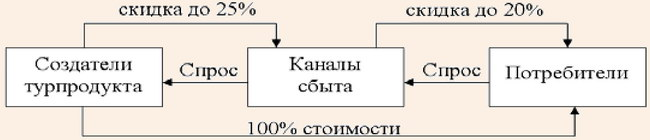 скидка до 25%
скидка до 20%
Создатели
турпродукта
Спрос
Каналы
сбыта
Спрос
Потребители
100% стоимости